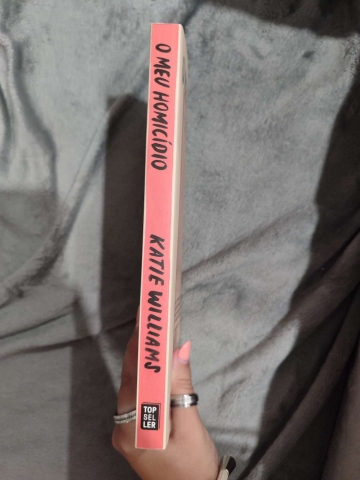 O MEU HOMICÍDIO
KATIE WILLIAMS
TOP
SEL
LER